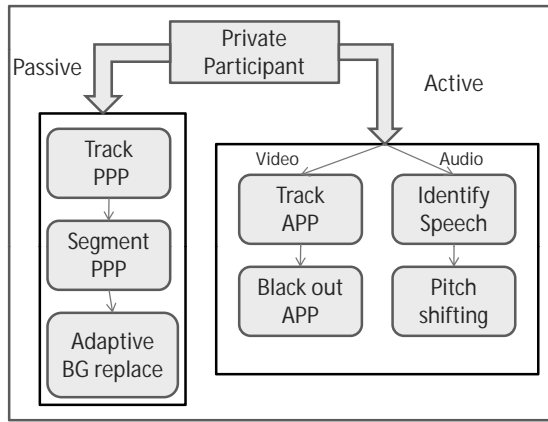 Private
Participant
Passive
Active
Track
PPP
Segment
PPP
Adaptive
BG replace
Video
Audio
Track
APP
Identify
Speech
Black out
APP
Pitch
shifting